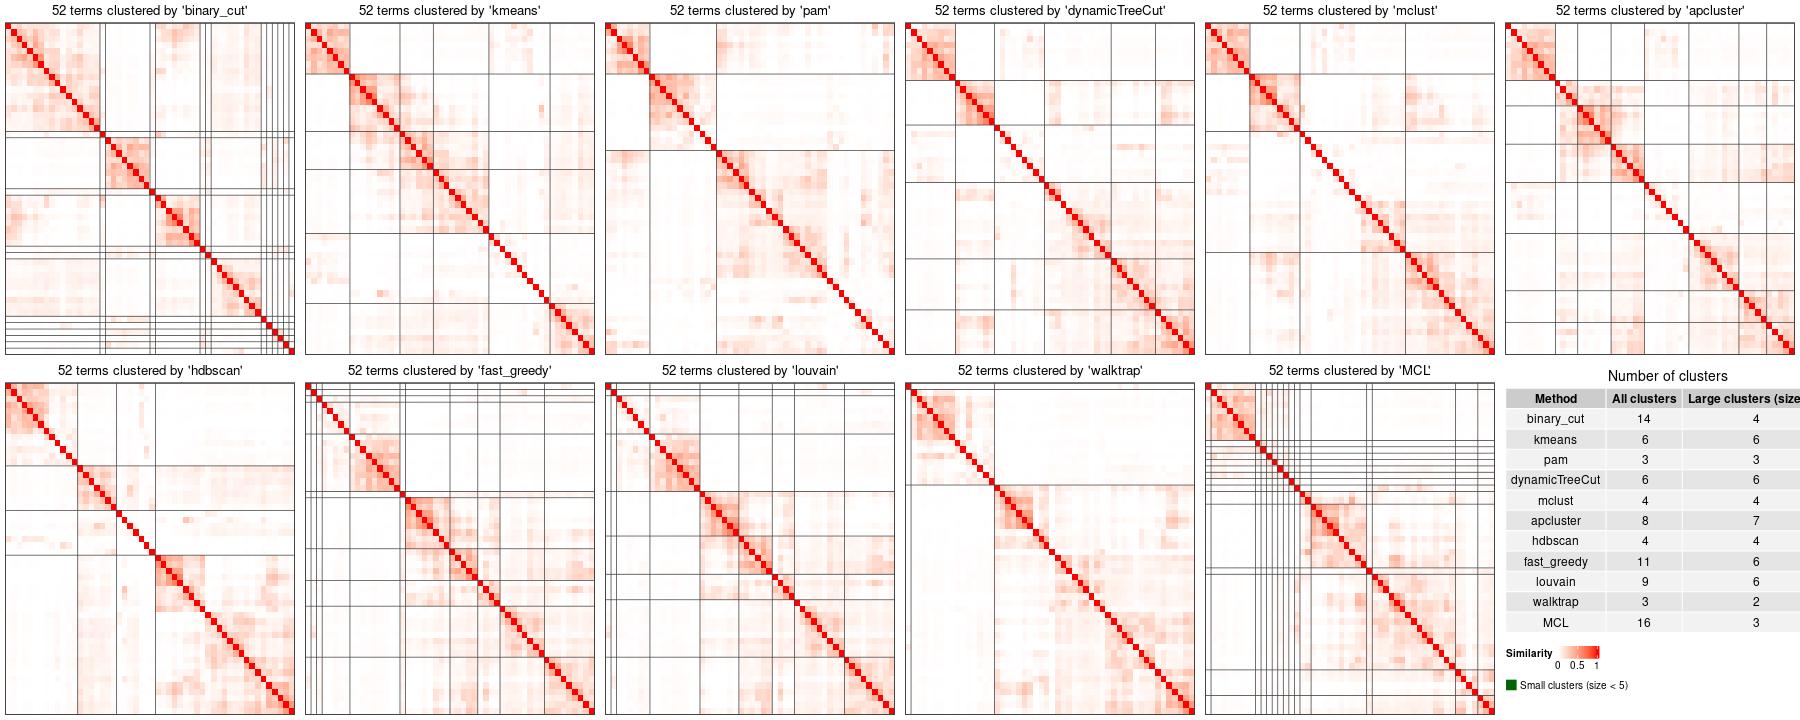 52 terms clustered by 'binary_cut'
52 terms clustered by 'kmeans'
52 terms clustered by 'pam'
52 terms clustered by 'dynamicTreeCut'
52 terms clustered by 'mclust'
52 terms clustered by 'apcluster'
52 terms clustered by 'hdbscan'
52 terms clustered by 'fast_greedy'
52 terms clustered by 'louvain'
52 terms clustered by 'walktrap'
52 terms clustered by 'MCL'
Number of clusters
Method All clusters Large clusters (size
binary_cut 14 4
kmeans 6 6
pam 3 3
dynamicTreeCut 6 6
mclust 4 4
apcluster 8 7
hdbscan 4 4
fast_greedy 11 6
louvain 9 6
walktrap 3 2
MCL 16 3
Similarity
0 0.5 1
Small clusters (size < 5)